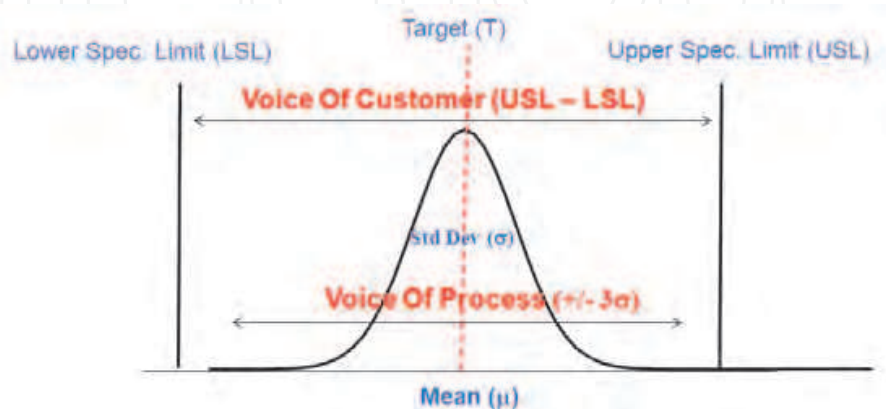 Target (T)
Lower Spec. Limit (LSL)
Upper Spec. Limit (USL)
Voice Of Customer (USL – LSL)
Std Dev (σ)
Voice Of Process (+/- 3σ)
Mean (μ)